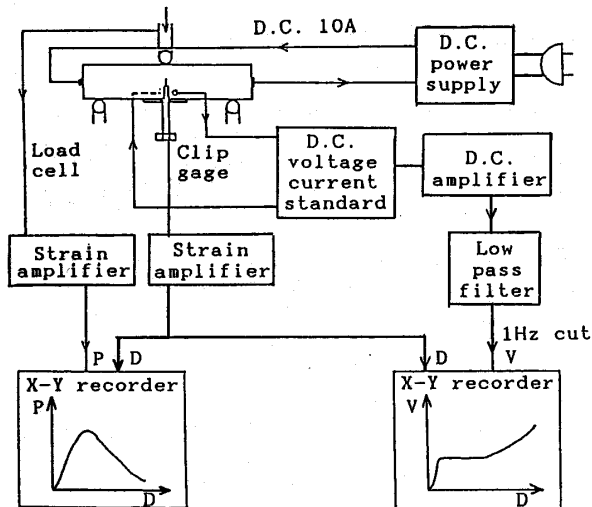 D.C. 10A
D.C.
power
supply
Load
cell
Clip
gage
D.C.
voltage
current
standard
D.C.
amplifier
Strain
amplifier
Strain
amplifier
Low
pass
filter
1Hz cut
P D
D V
X-Y recorder
P
D
X-Y recorder
V
D